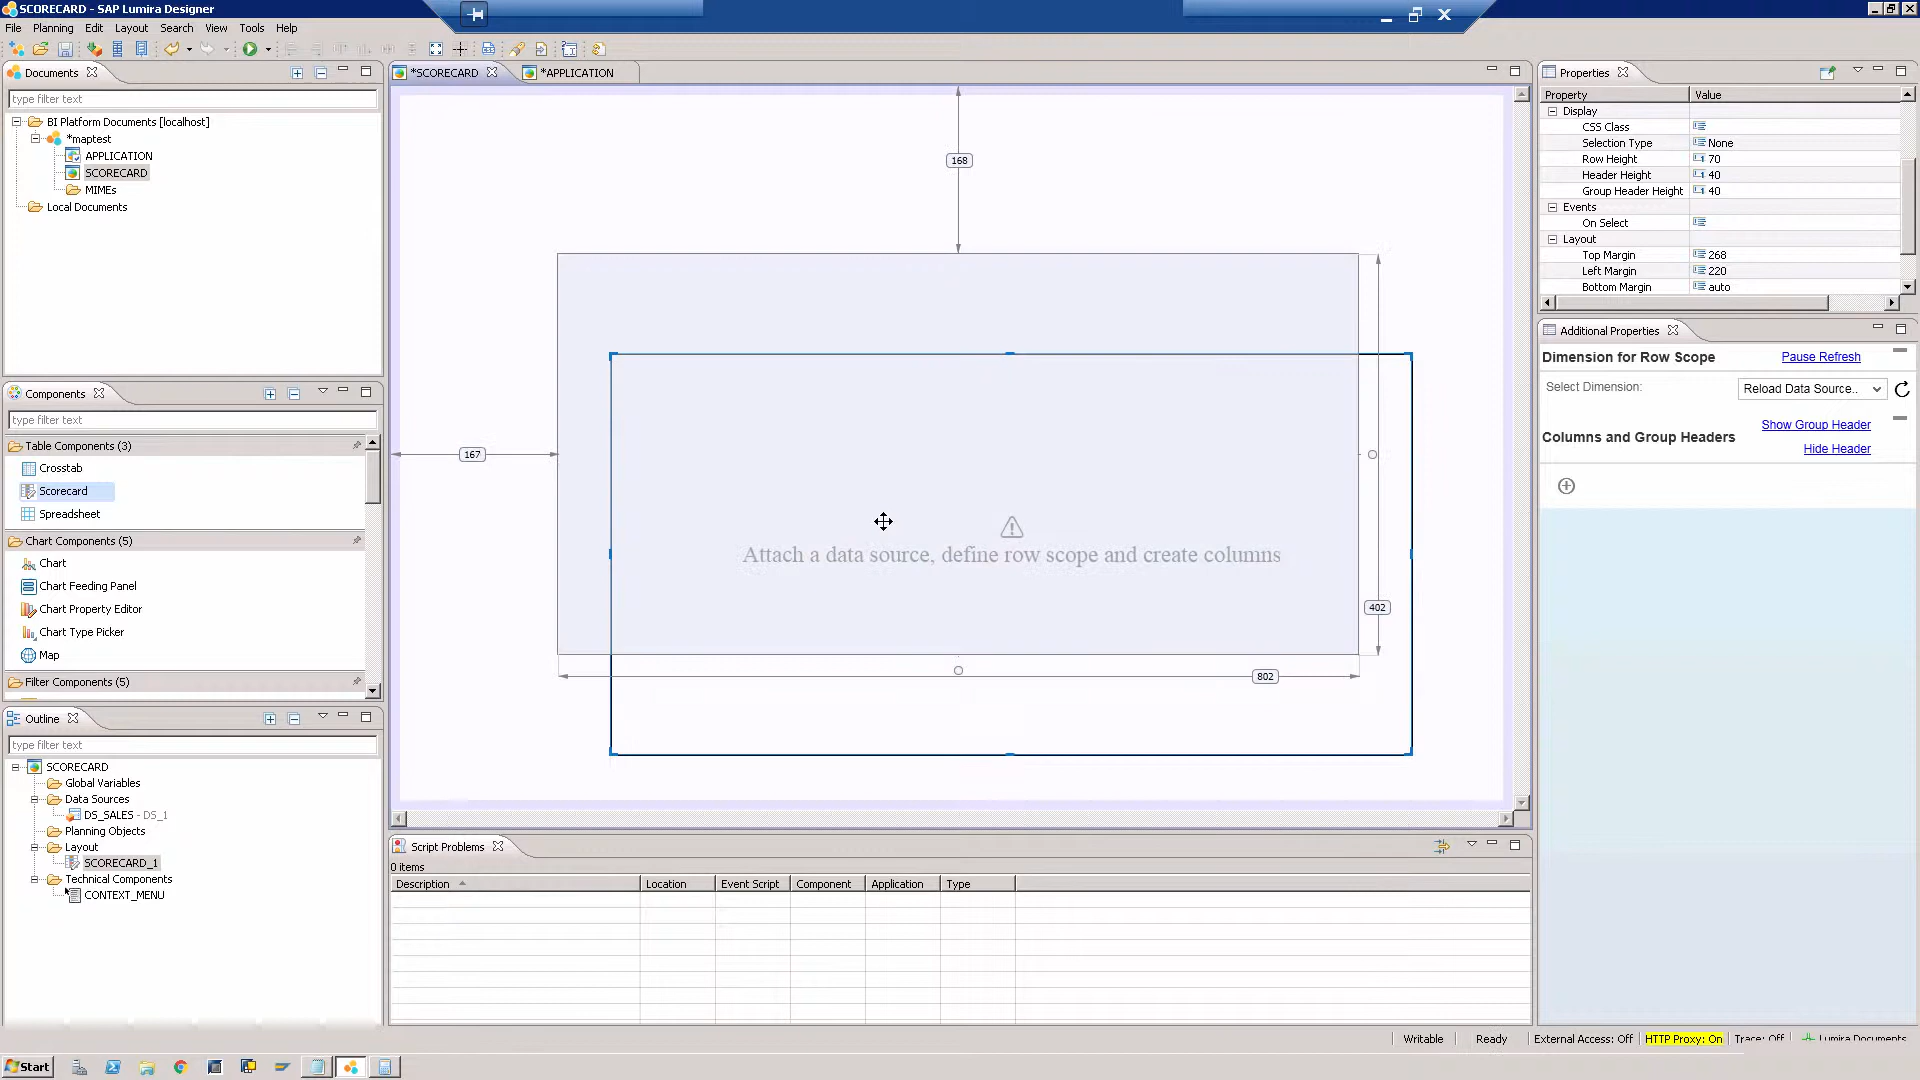 SCORECARD - SAP Lumira Designer
File Planning Edit Layout Search View Tools Help
Documents
type filter text
BI Platform Documents [localhost]
*maptest
APPLICATION
SCORECARD
MIMEs
Local Documents
Components
type filter text
Table Components (3)
Crosstab
Scorecard
Spreadsheet
Chart Components (5)
Chart
Chart Feeding Panel
Chart Property Editor
Chart Type Picker
Map
Filter Components (5)
Outline
type filter text
SCORECARD
Global Variables
Data Sources
DS_SALES - DS_1
Planning Objects
Layout
SCORECARD_1
Technical Components
CONTEXT_MENU
*SCORECARD *APPLICATION
168
167
Attach a data source, define row scope and create columns
402
802
Script Problems
0 items
Description Location Event Script Component Application Type
Properties
Property Value
Display
CSS Class
Selection Type None
Row Height 70
Header Height 40
Group Header Height 40
Events
On Select
Layout
Top Margin 268
Left Margin 220
Bottom Margin auto
Additional Properties
Dimension for Row Scope Pause Refresh
Select Dimension: Reload Data Source..
Show Group Header
Columns and Group Headers
Hide Header
Writable Ready External Access: Off HTTP Proxy: On Trace: Off Lumira Documents
Start